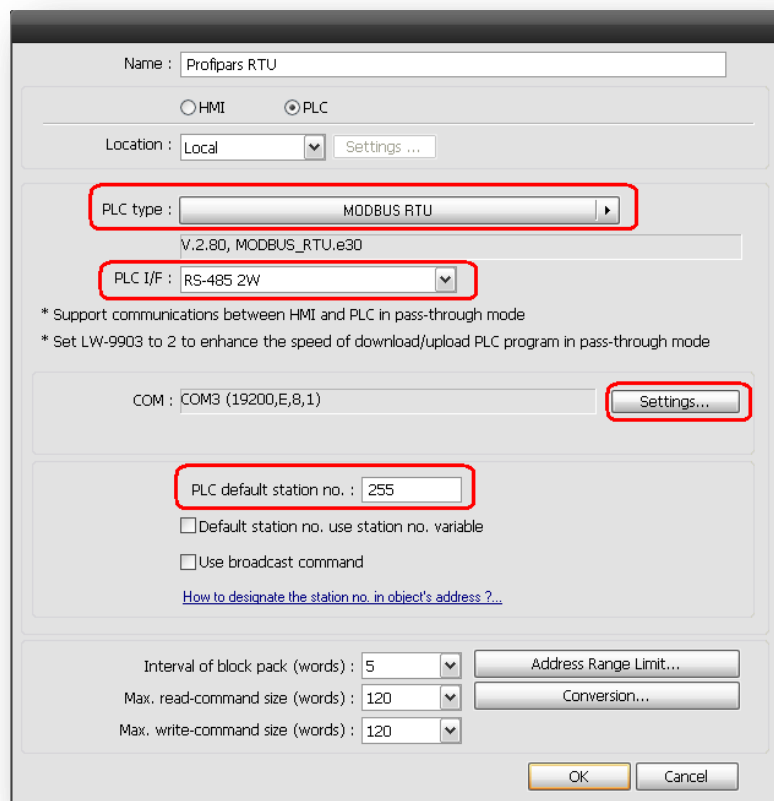 Name : Profipars RTU
HMI PLC
Location : Local Settings ...
PLC type : MODBUS RTU
V.2.80, MODBUS_RTU.e30
PLC I/F : RS-485 2W
* Support communications between HMI and PLC in pass-through mode
* Set LW-9903 to 2 to enhance the speed of download/upload PLC program in pass-through mode
COM : COM3 (19200,E,8,1) Settings...
PLC default station no. : 255
Default station no. use station no. variable
Use broadcast command
How to designate the station no. in object's address ?...
Interval of block pack (words) : 5 Address Range Limit...
Max. read-command size (words) : 120 Conversion...
Max. write-command size (words) : 120
OK Cancel